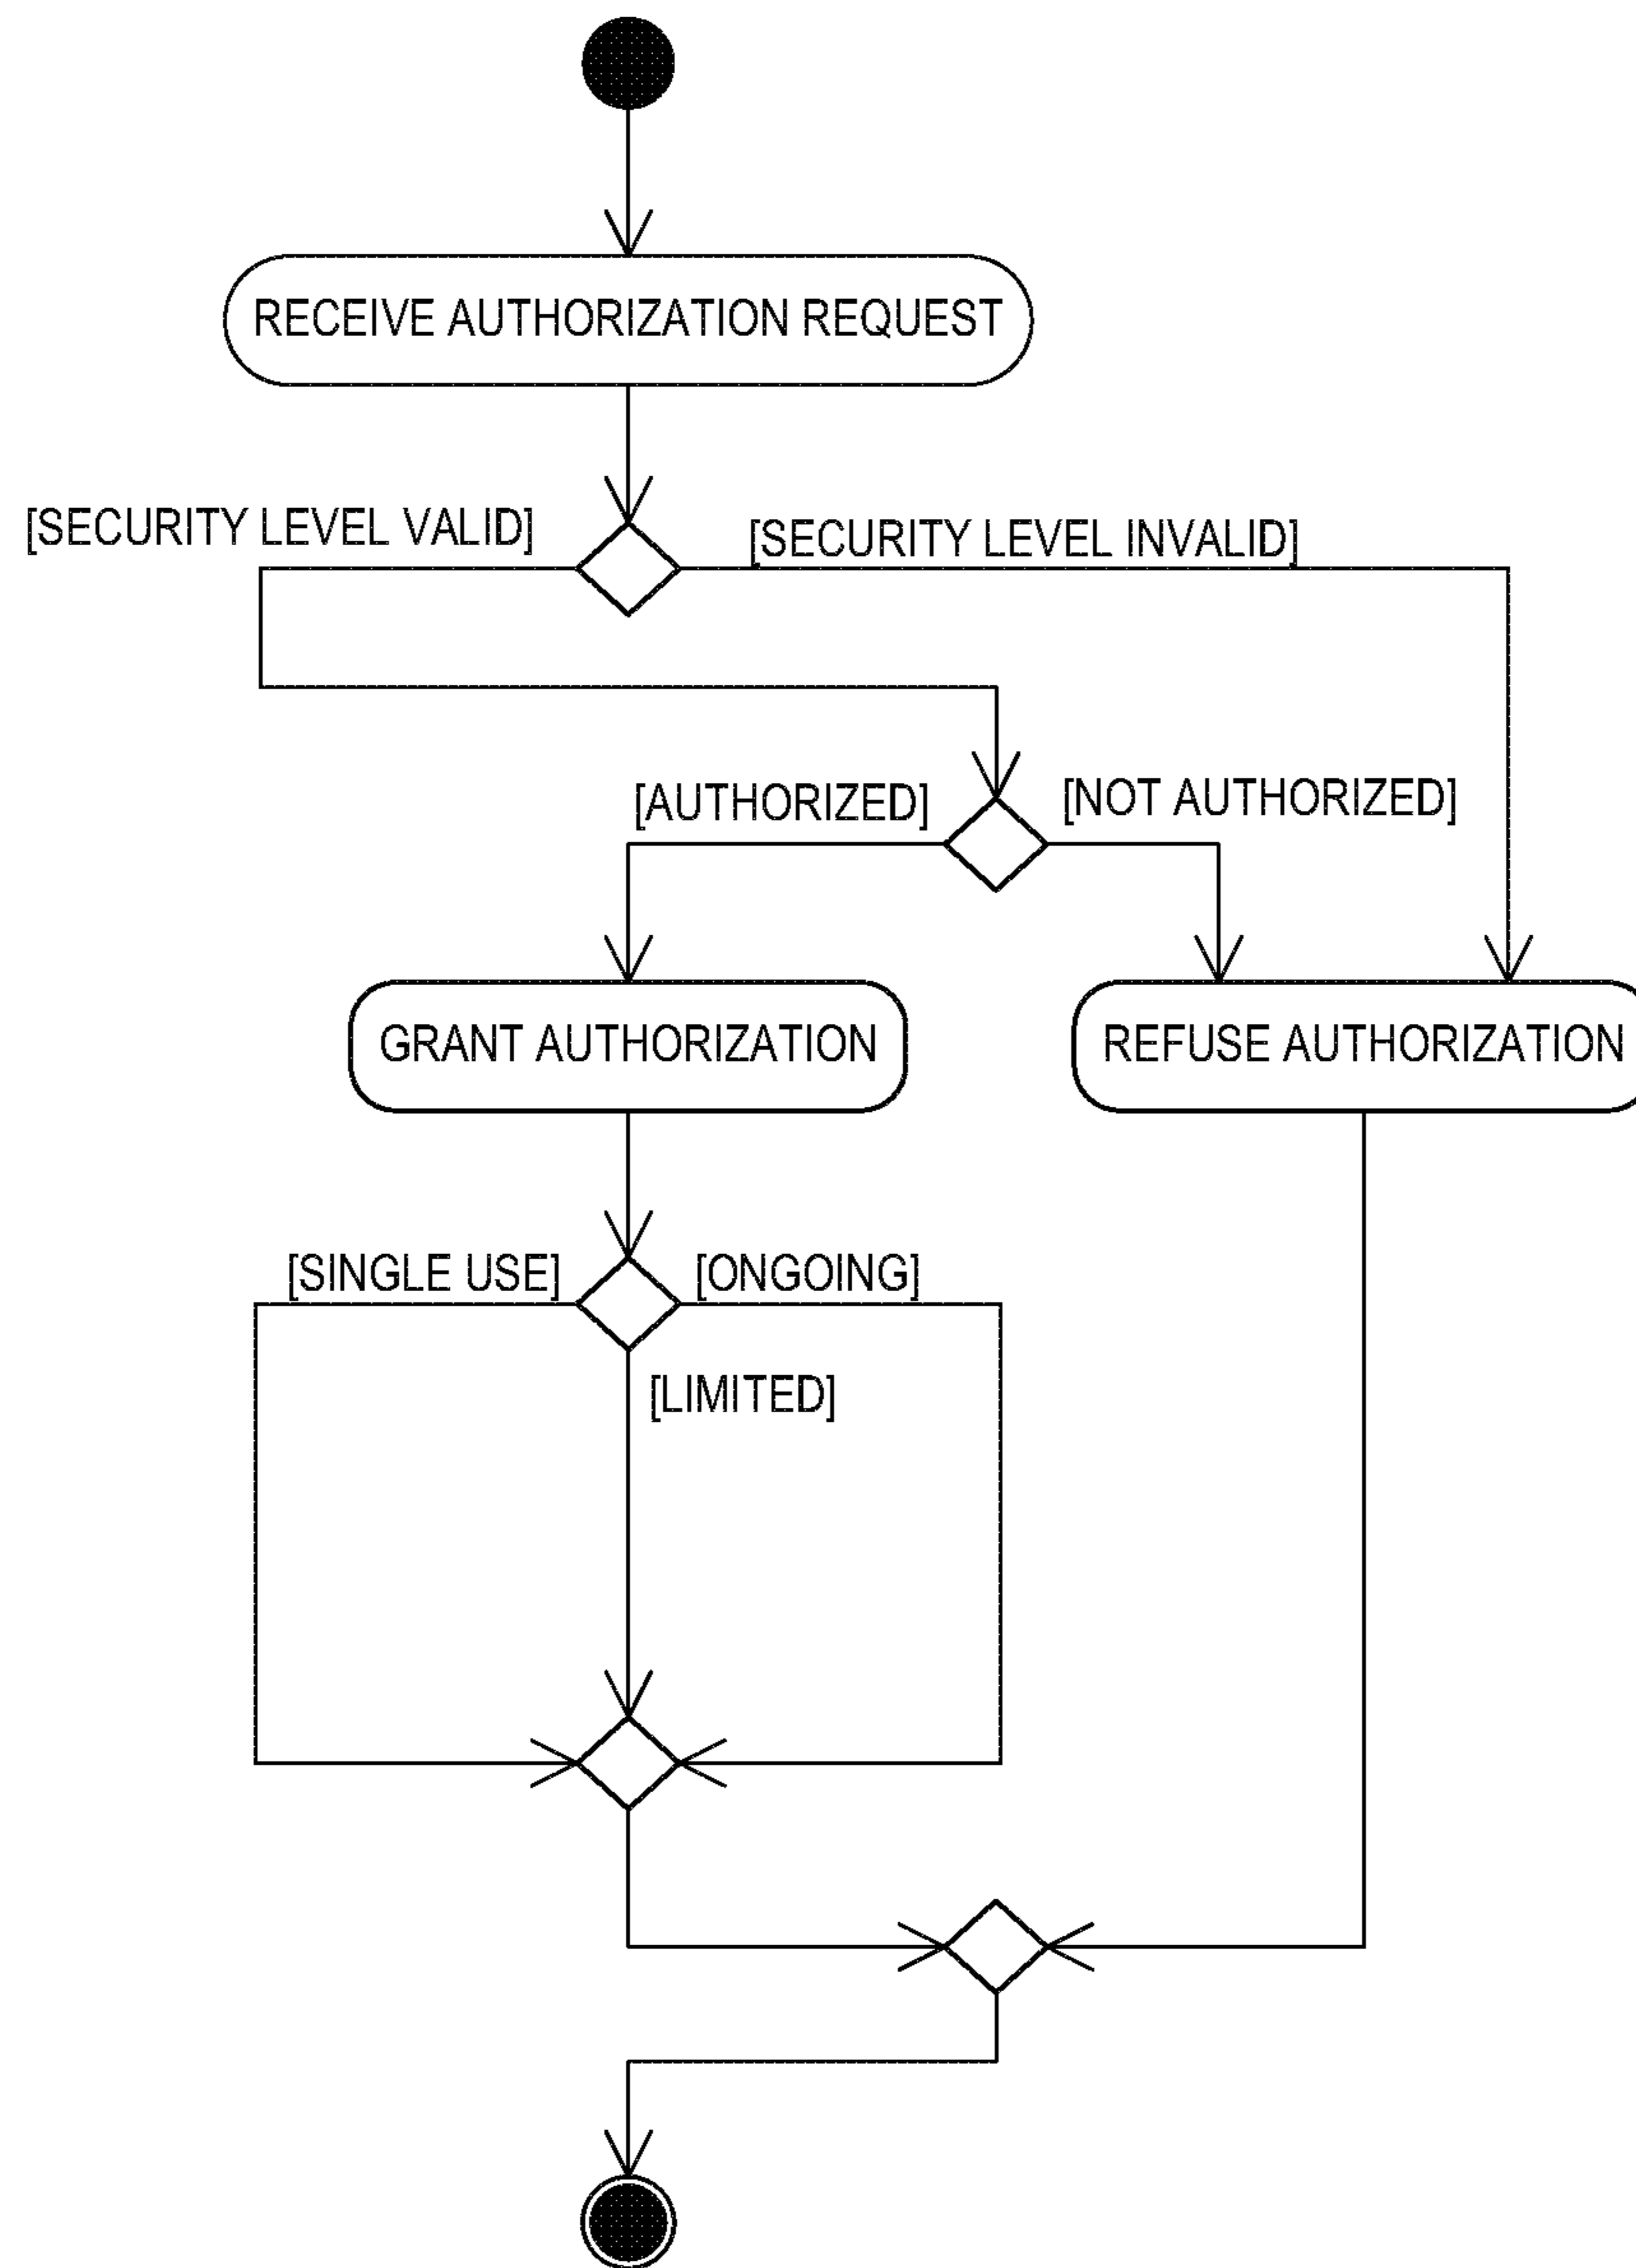 RECEIVE AUTHORIZATION REQUEST
[SECURITY LEVEL VALID]
[SECURITY LEVEL INVALID]
[AUTHORIZED]
[NOT AUTHORIZED]
GRANT AUTHORIZATION
REFUSE AUTHORIZATION
[SINGLE USE]
[ONGOING]
[LIMITED]